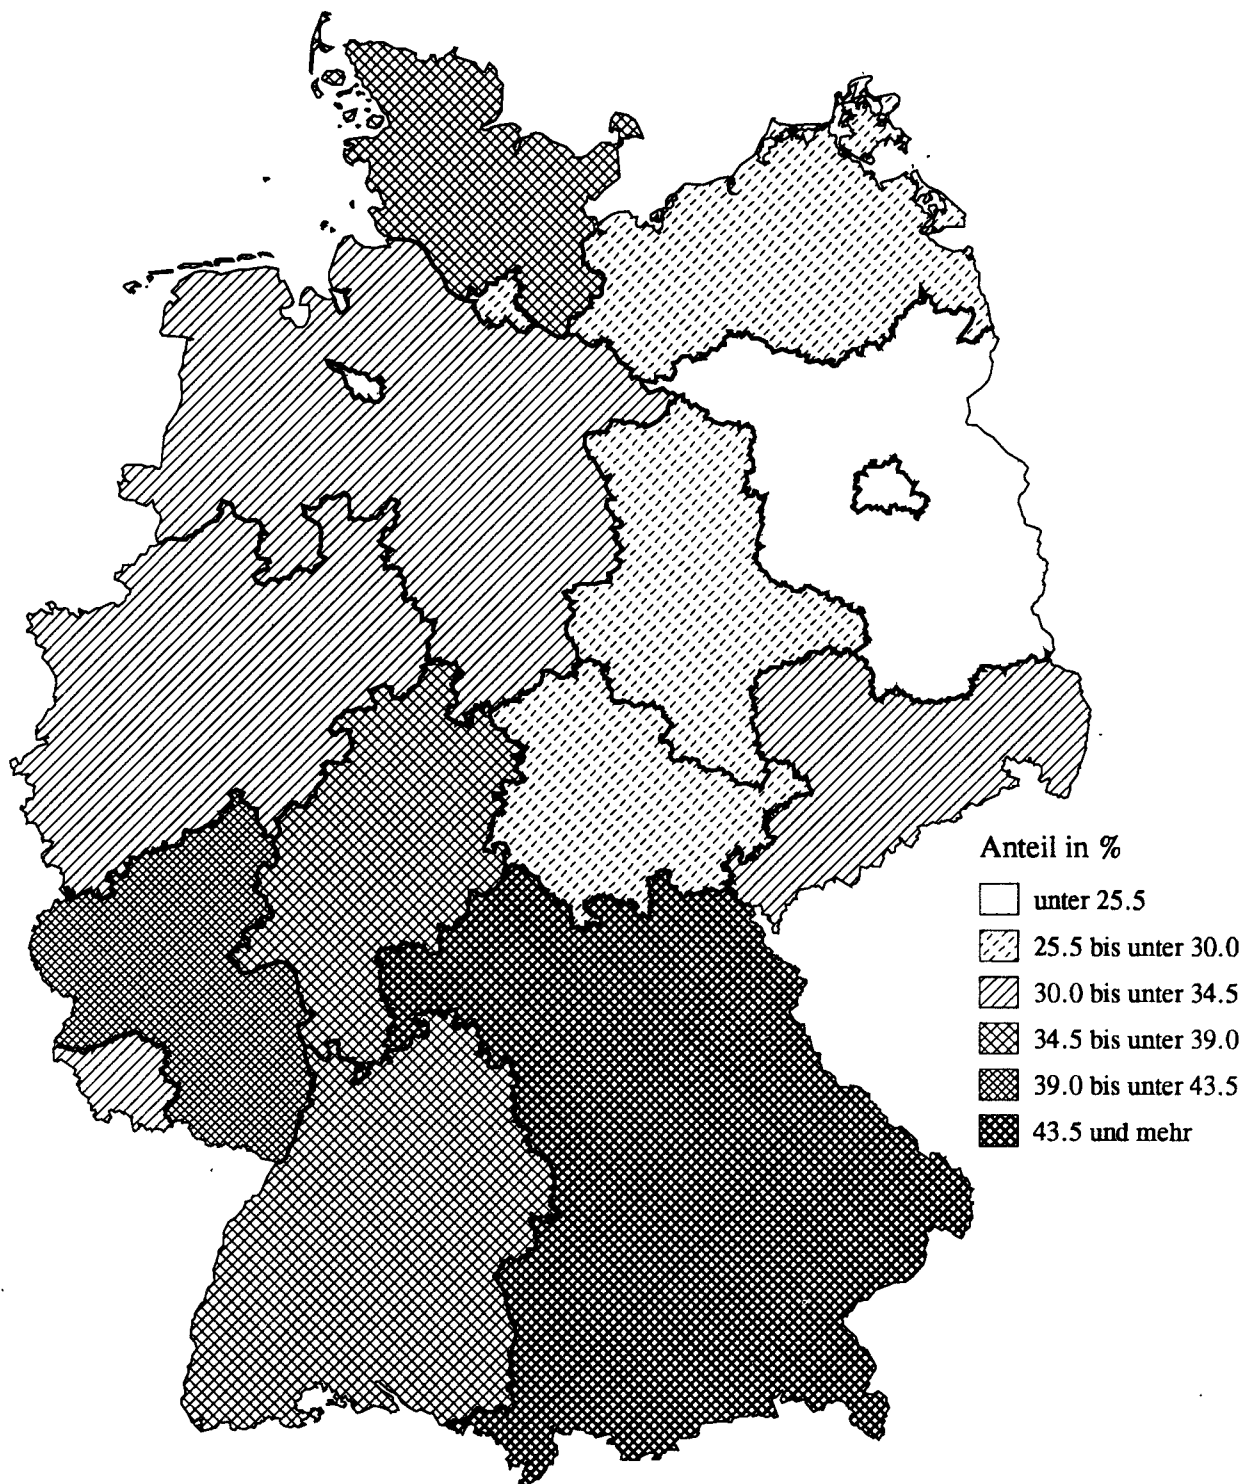 Anteil in %
unter 25.5
25.5 bis unter 30.0
30.0 bis unter 34.5
34.5 bis unter 39.0
39.0 bis unter 43.5
43.5 und mehr